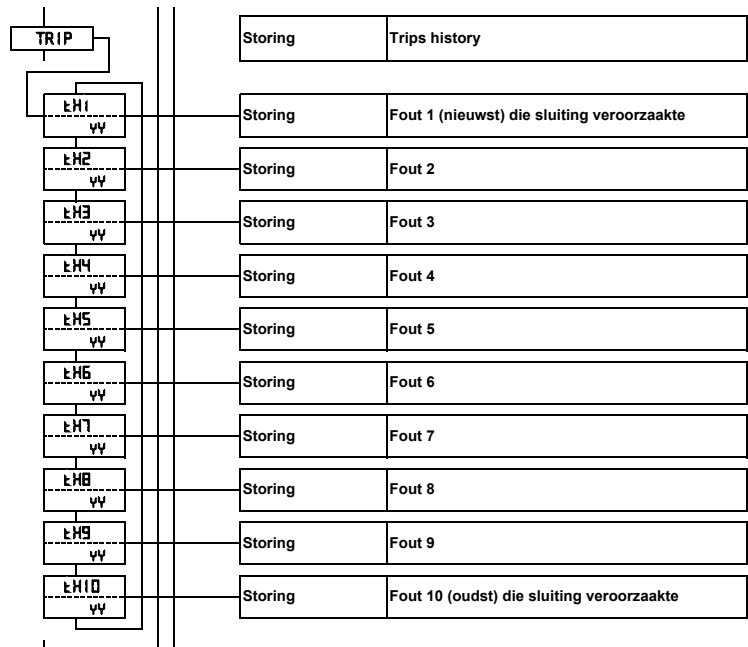 TRIP
Storing Trips history
tH1
yy
Storing Fout 1 (nieuwst) die sluiting veroorzaakte
tH2
yy
Storing Fout 2
tH3
yy
Storing Fout 3
tH4
yy
Storing Fout 4
tH5
yy
Storing Fout 5
tH6
yy
Storing Fout 6
tH7
yy
Storing Fout 7
tH8
yy
Storing Fout 8
tH9
yy
Storing Fout 9
tH10
yy
Storing Fout 10 (oudst) die sluiting veroorzaakte